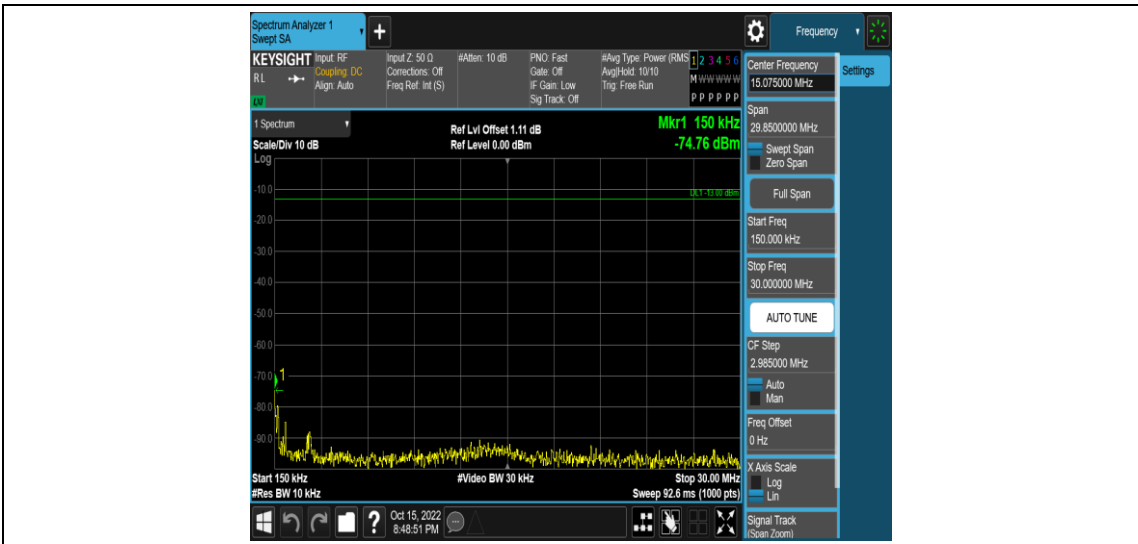 Spectrum Analyzer 1
Swept SA
+
Frequency
KEYSIGHT
Input: RF
Input Z: 50 Ω
#Atten: 10 dB
PNO: Fast
#Avg Type: Power (RMS
1 2 3 4 5 6
RL
Coupling: DC
Corrections: Off
Gate: Off
Avg|Hold: 10/10
M W W W W W
Align: Auto
Freq Ref: Int (S)
IF Gain: Low
Trig: Free Run
Sig Track: Off
P P P P P P
Center Frequency
15.075000 MHz
Settings
1 Spectrum
Ref Lvl Offset 1.11 dB
Mkr1 150 kHz
Scale/Div 10 dB
Ref Level 0.00 dBm
-74.76 dBm
Log
DL1 -13.00 dBm
-10.0
-20.0
-30.0
-40.0
-50.0
-60.0
-70.0
1
-80.0
-90.0
Start 150 kHz
#Video BW 30 kHz
Stop 30.00 MHz
#Res BW 10 kHz
Sweep 92.6 ms (1000 pts)
Span
29.8500000 MHz
Swept Span
Zero Span
Full Span
Start Freq
150.000 kHz
Stop Freq
30.000000 MHz
AUTO TUNE
CF Step
2.985000 MHz
Auto
Man
Freq Offset
0 Hz
X Axis Scale
Log
Lin
Signal Track
(Span Zoom)
?
Oct 15, 2022
8:48:51 PM